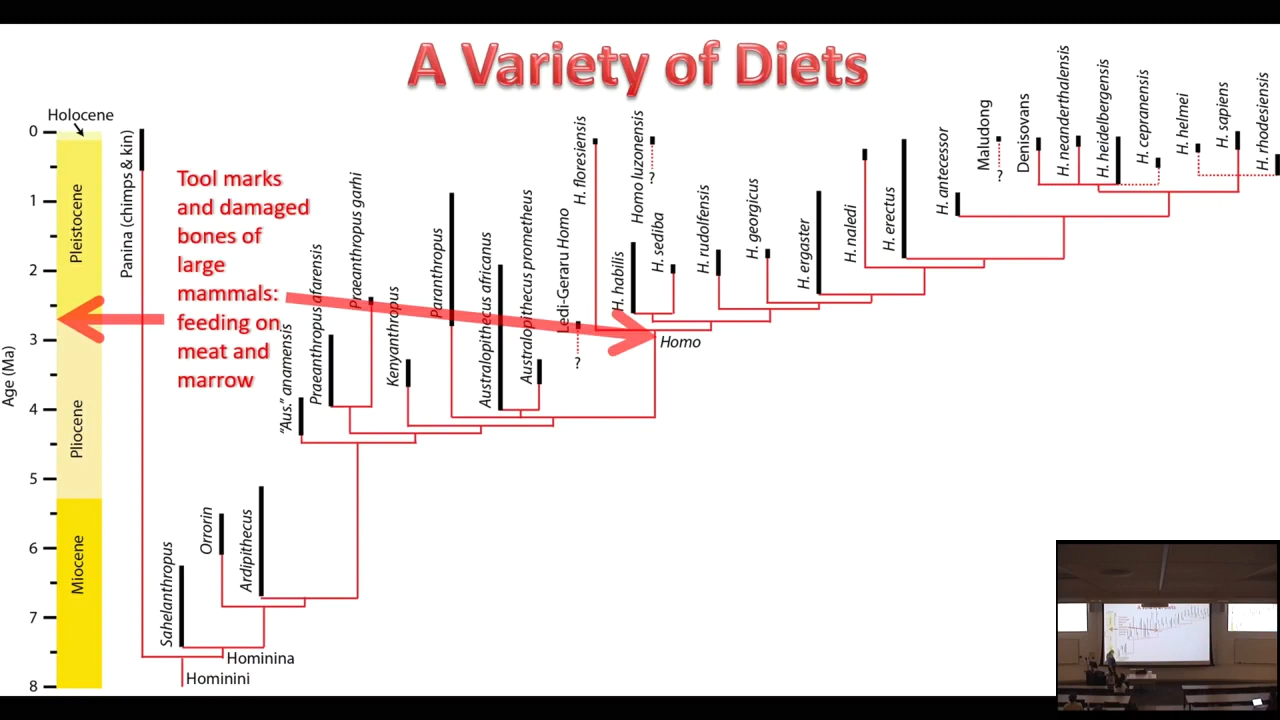 A Variety of Diets
Holocene
0
1
2
3
4
5
6
7
8
Age (Ma)
Pleistocene
Pliocene
Miocene
Panina (chimps & kin)
Tool marks
and damaged
bones of
large
mammals:
feeding on
meat and
marrow
Sahelanthropus
Orrorin
Ardipithecus
"Aus." anamensis
Praeanthropus afarensis
Praeanthropus garhi
Kenyanthropus
Paranthropus
Australopithecus africanus
Australopithecus prometheus
Ledi-Geraru Homo
?
H. floresiensis
H. habilis
Homo luzonensis
?
H. sediba
H. rudolfensis
H. georgicus
H. ergaster
H. naledi
H. erectus
H. antecessor
Maludong
?
Denisovans
H. neanderthalensis
H. heidelbergensis
H. cepranensis
H. helmei
H. sapiens
H. rhodesiensis
Homo
Hominina
Hominini